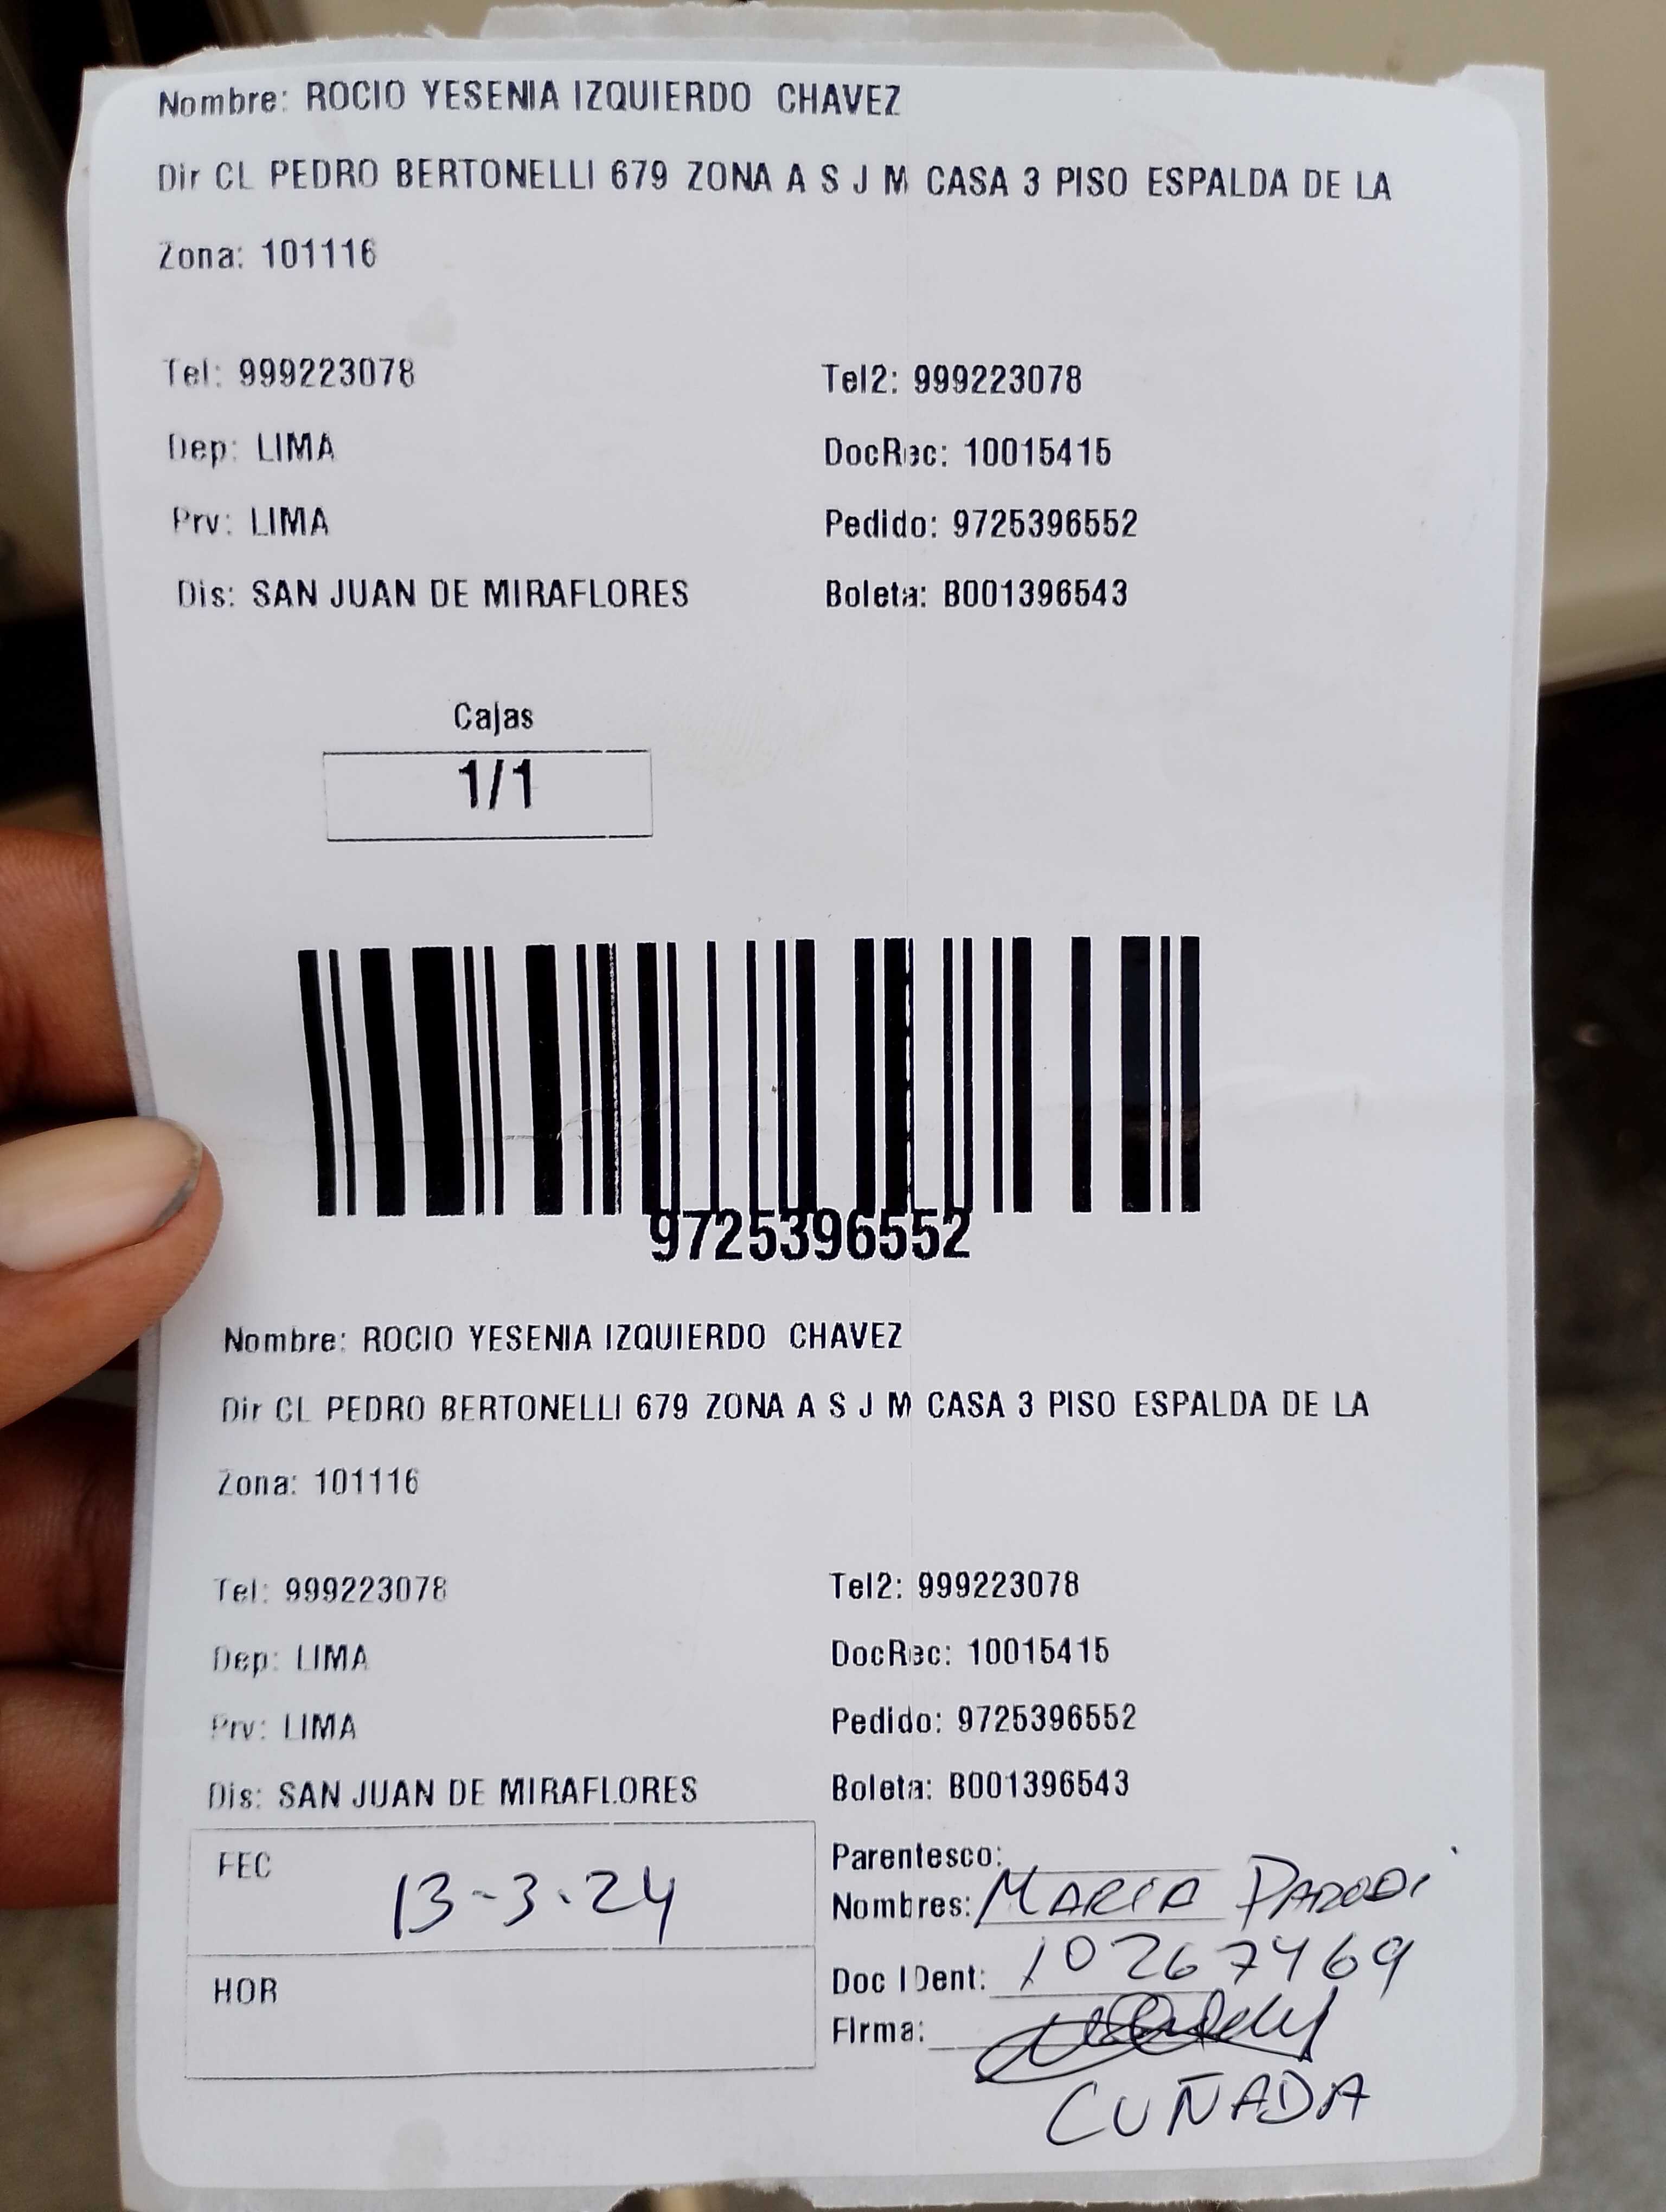 Nombre: ROCIO YESENIA IZQUIERDO CHAVEZ
Dir CL PEDRO BERTONELLI 679 ZONA A S J M CASA 3 PISO ESPALDA DE LA
Zona: 101116
Tel: 999223078 Tel2: 999223078
Dep: LIMA DocRec: 10015415
Prv: LIMA Pedido: 9725396552
Dis: SAN JUAN DE MIRAFLORES Boleta: B001396543
Cajas
1/1
9725396552
Nombre: ROCIO YESENIA IZQUIERDO CHAVEZ
Dir CL PEDRO BERTONELLI 679 ZONA A S J M CASA 3 PISO ESPALDA DE LA
Zona: 101116
Tel: 999223078 Tel2: 999223078
Dep: LIMA DocRec: 10015415
Prv: LIMA Pedido: 9725396552
Dis: SAN JUAN DE MIRAFLORES Boleta: B001396543
FEC 13-3-24
HOR
Parentesco:
Nombres: MARIA PARODI
Doc IDent: 10267469
Firma:
CUÑADA